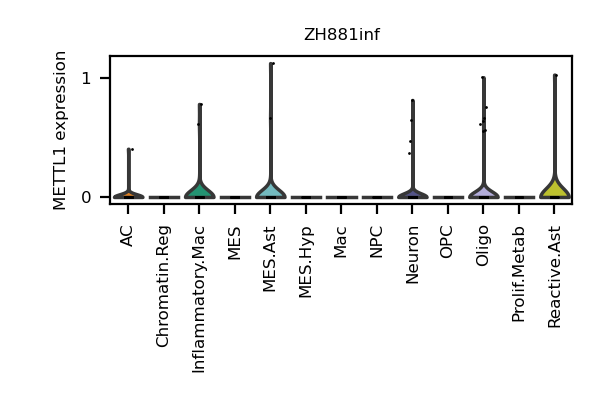 ZH881inf
METTL1 expression
1
0
AC
Chromatin.Reg
Inflammatory.Mac
MES
MES.Ast
MES.Hyp
Mac
NPC
Neuron
OPC
Oligo
Prolif.Metab
Reactive.Ast